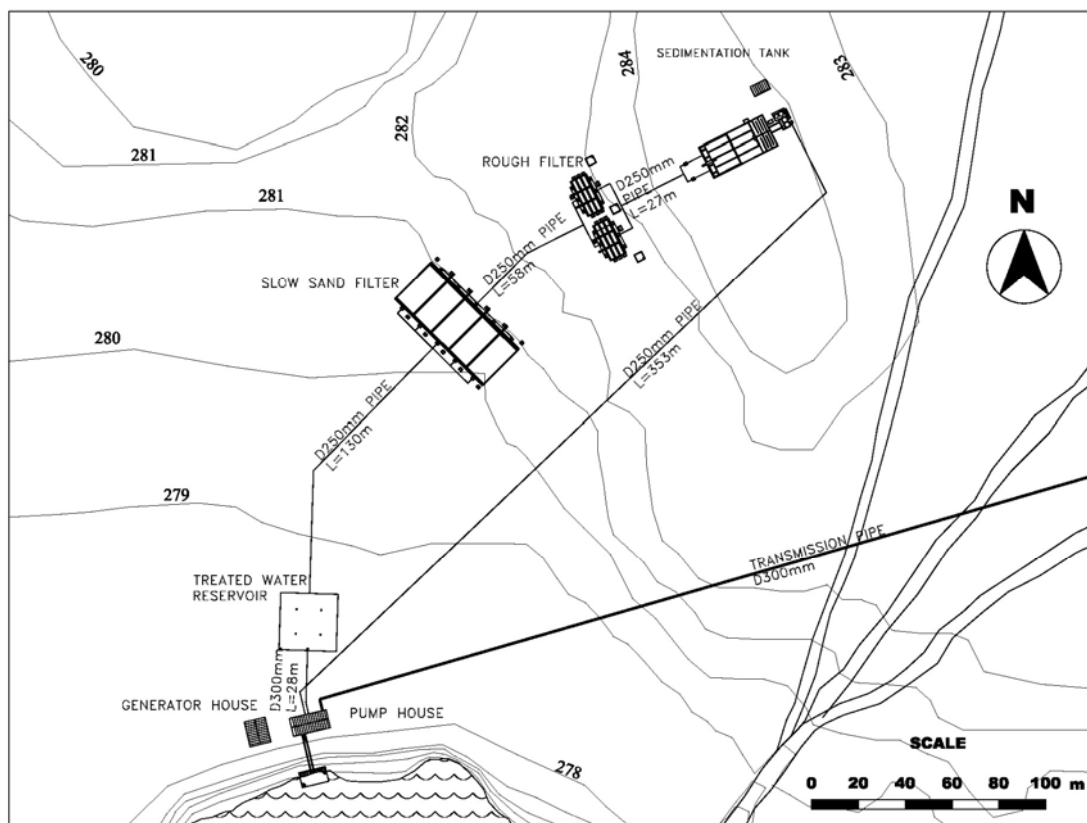 280
SEDIMENTATION TANK
284
283
282
281
ROUGH FILTER
D250mm
PIPE
L=27m
281
N
D250mm PIPE
L=58m
SLOW SAND FILTER
280
D250mm PIPE
L=353m
D250mm PIPE
L=130m
279
TRANSMISSION PIPE
D300mm
TREATED WATER
RESERVOIR
D300mm
L=28m
GENERATOR HOUSE
PUMP HOUSE
278
SCALE
0 20 40 60 80 100 m